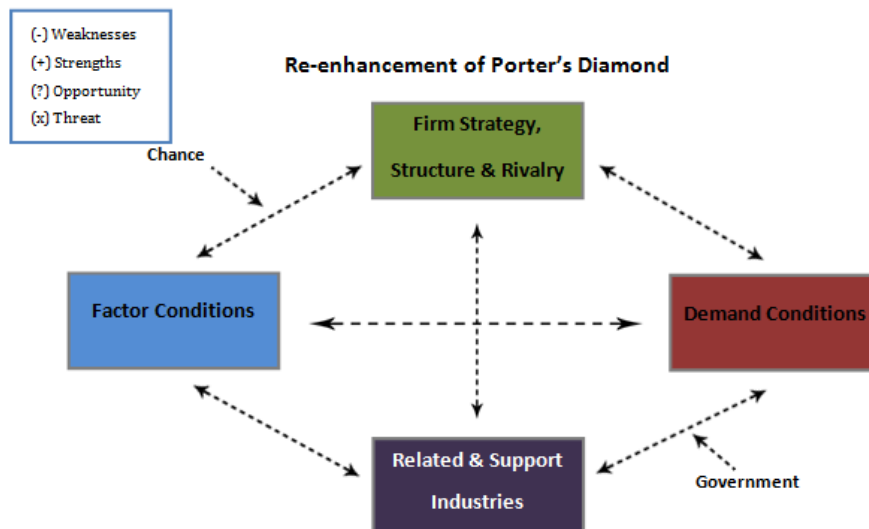 (-) Weaknesses
(+) Strengths
(?) Opportunity
(x) Threat
Re-enhancement of Porter's Diamond
Firm Strategy,
Structure & Rivalry
Chance
Factor Conditions
Demand Conditions
Related & Support
Industries
Government